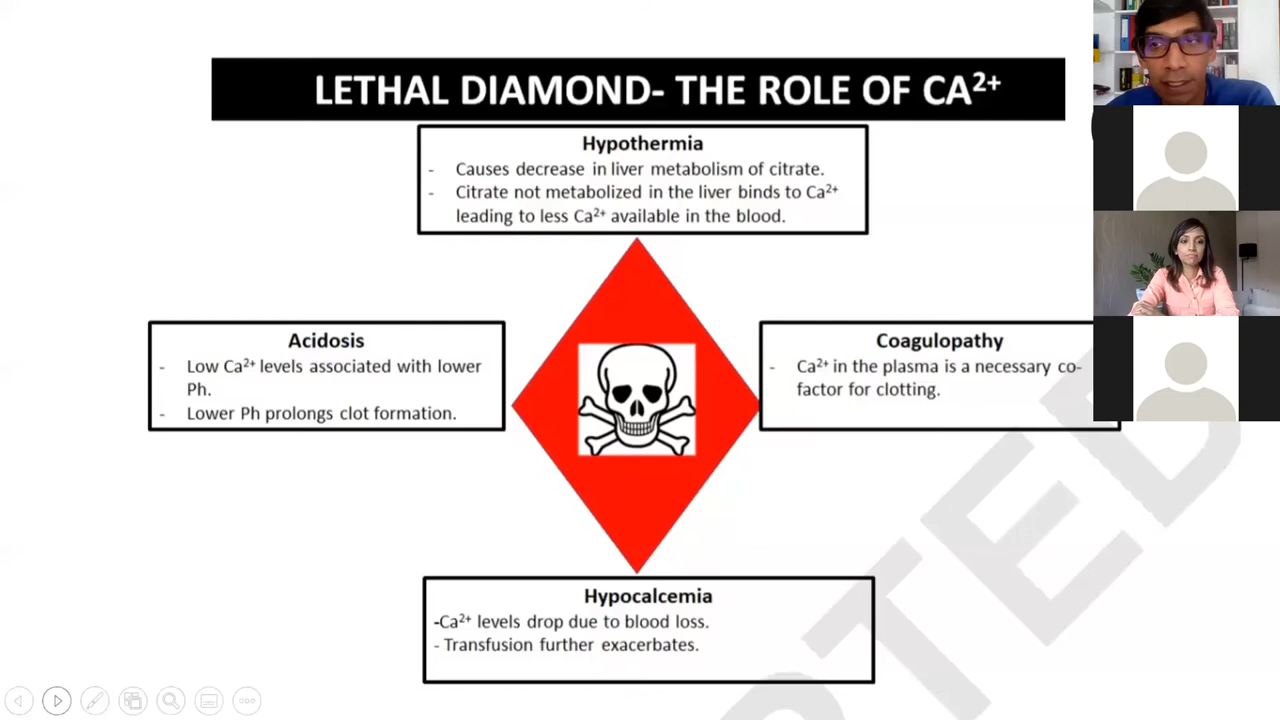 LETHAL DIAMOND- THE ROLE OF CA²⁺
Hypothermia
- Causes decrease in liver metabolism of citrate.
- Citrate not metabolized in the liver binds to Ca²⁺
leading to less Ca²⁺ available in the blood.
Acidosis
- Low Ca²⁺ levels associated with lower
Ph.
- Lower Ph prolongs clot formation.
Coagulopathy
- Ca²⁺ in the plasma is a necessary co-
factor for clotting.
Hypocalcemia
-Ca²⁺ levels drop due to blood loss.
- Transfusion further exacerbates.